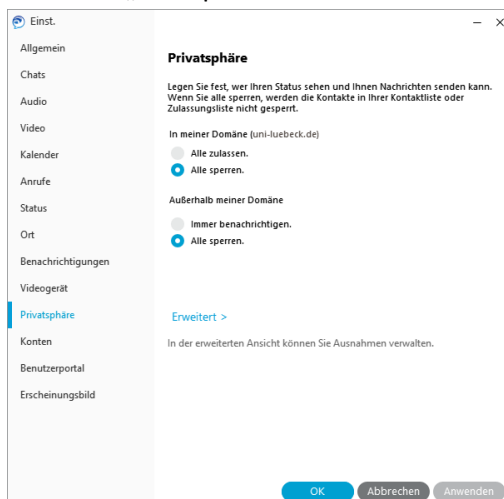 Einst.
Allgemein
Chats
Audio
Video
Kalender
Anrufe
Status
Ort
Benachrichtigungen
Videogerät
Privatsphäre
Konten
Benutzerportal
Erscheinungsbild
Privatsphäre
Legen Sie fest, wer Ihren Status sehen und Ihnen Nachrichten senden kann.
Wenn Sie alle sperren, werden die Kontakte in Ihrer Kontaktliste oder
Zulassungsliste nicht gesperrt.
In meiner Domäne (uni-luebeck.de)
Alle zulassen.
Alle sperren.
Außerhalb meiner Domäne
Immer benachrichtigen.
Alle sperren.
Erweitert >
In der erweiterten Ansicht können Sie Ausnahmen verwalten.
OK Abbrechen Anwenden